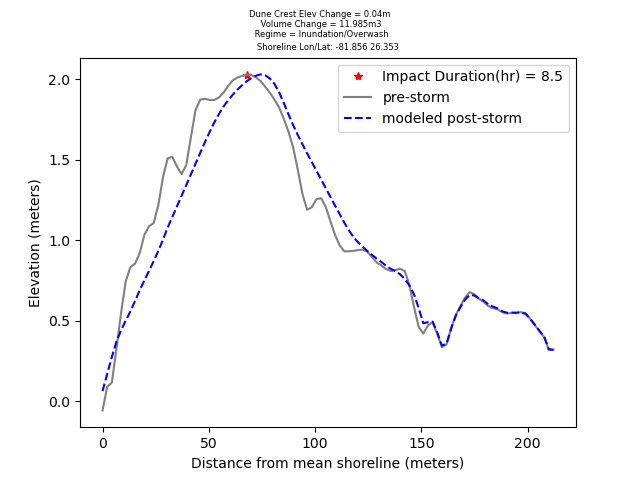 Dune Crest Elev Change = 0.04m
Volume Change = 11.985m3
Regime = Inundation/Overwash
Shoreline Lon/Lat: -81.856 26.353
Impact Duration(hr) = 8.5
pre-storm
modeled post-storm
2.0
1.5
1.0
0.5
0.0
Elevation (meters)
0 50 100 150 200
Distance from mean shoreline (meters)